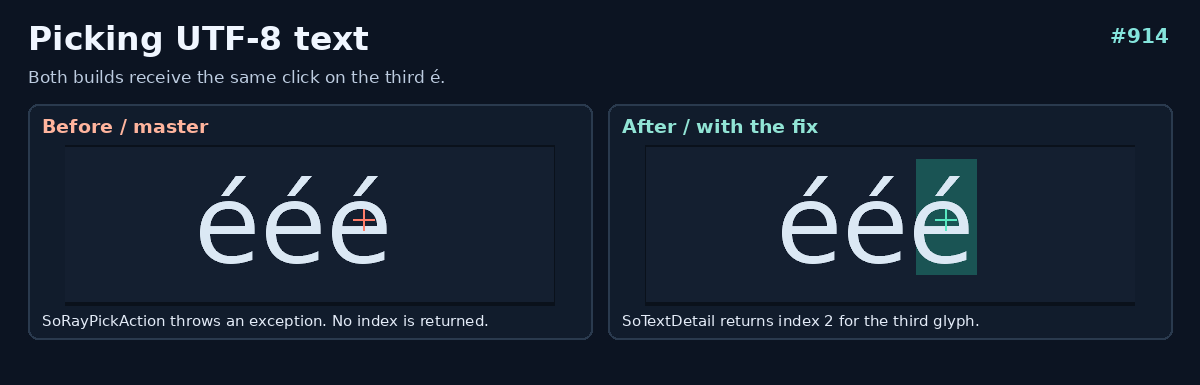 Picking UTF-8 text
#914
Both builds receive the same click on the third é.
Before / master
ééé
SoRayPickAction throws an exception. No index is returned.
After / with the fix
ééé
SoTextDetail returns index 2 for the third glyph.